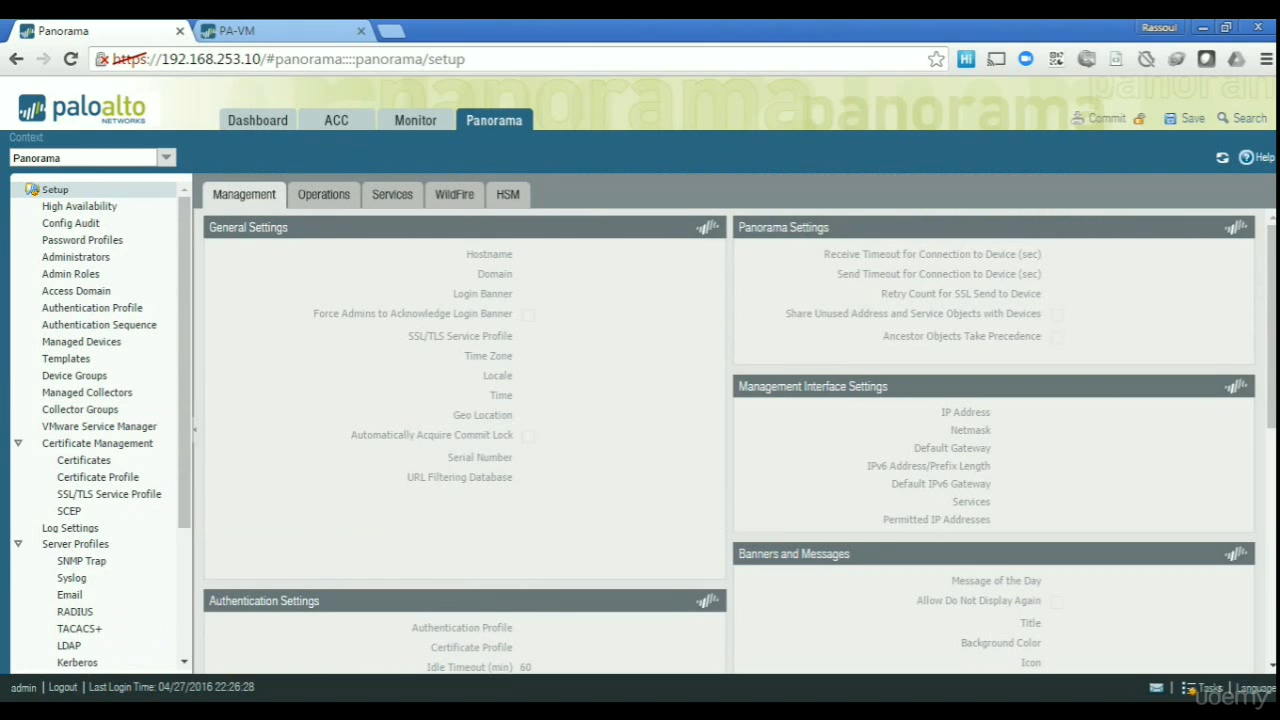 Panorama
PA-VM
Rassoul
https://192.168.253.10/#panorama::::panorama/setup
Hi
panorama
panorama
panorama
paloalto
NETWORKS
Dashboard
ACC
Monitor
Panorama
Commit
Save
Search
Context
Panorama
Help
Setup
High Availability
Config Audit
Password Profiles
Administrators
Admin Roles
Access Domain
Authentication Profile
Authentication Sequence
Managed Devices
Templates
Device Groups
Managed Collectors
Collector Groups
VMware Service Manager
Certificate Management
Certificates
Certificate Profile
SSL/TLS Service Profile
SCEP
Log Settings
Server Profiles
SNMP Trap
Syslog
Email
RADIUS
TACACS+
LDAP
Kerberos
Management
Operations
Services
WildFire
HSM
General Settings
Hostname
Domain
Login Banner
Force Admins to Acknowledge Login Banner
SSL/TLS Service Profile
Time Zone
Locale
Time
Geo Location
Automatically Acquire Commit Lock
Serial Number
URL Filtering Database
Authentication Settings
Authentication Profile
Certificate Profile
Idle Timeout (min) 60
Panorama Settings
Receive Timeout for Connection to Device (sec)
Send Timeout for Connection to Device (sec)
Retry Count for SSL Send to Device
Share Unused Address and Service Objects with Devices
Ancestor Objects Take Precedence
Management Interface Settings
IP Address
Netmask
Default Gateway
IPv6 Address/Prefix Length
Default IPv6 Gateway
Services
Permitted IP Addresses
Banners and Messages
Message of the Day
Allow Do Not Display Again
Title
Background Color
Icon
admin | Logout | Last Login Time: 04/27/2016 22:26:28
Tasks | Language
udemy